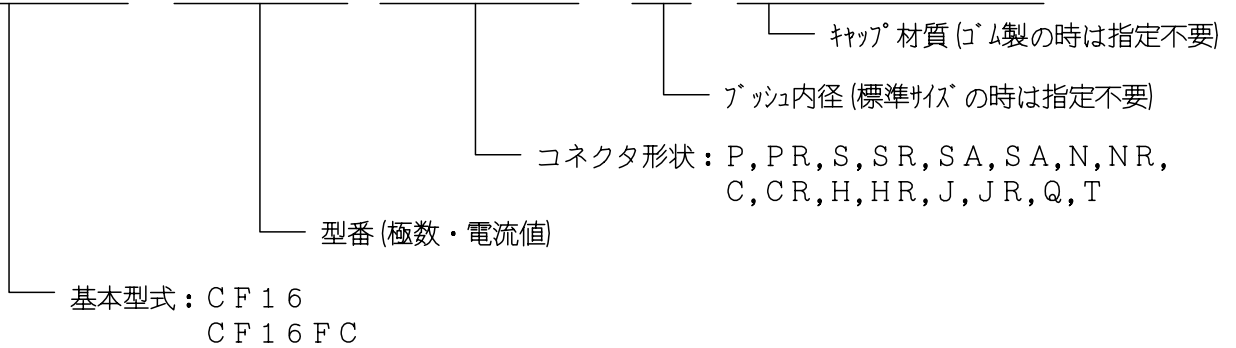 キャップ材質(ゴム製の時は指定不要)
ブッシュ内径(標準サイズの時は指定不要)
コネクタ形状：P,PR,S,SR,SA,SA,N,NR,
C,CR,H,HR,J,JR,Q,T
型番(極数・電流値)
基本型式：CF16
CF16FC